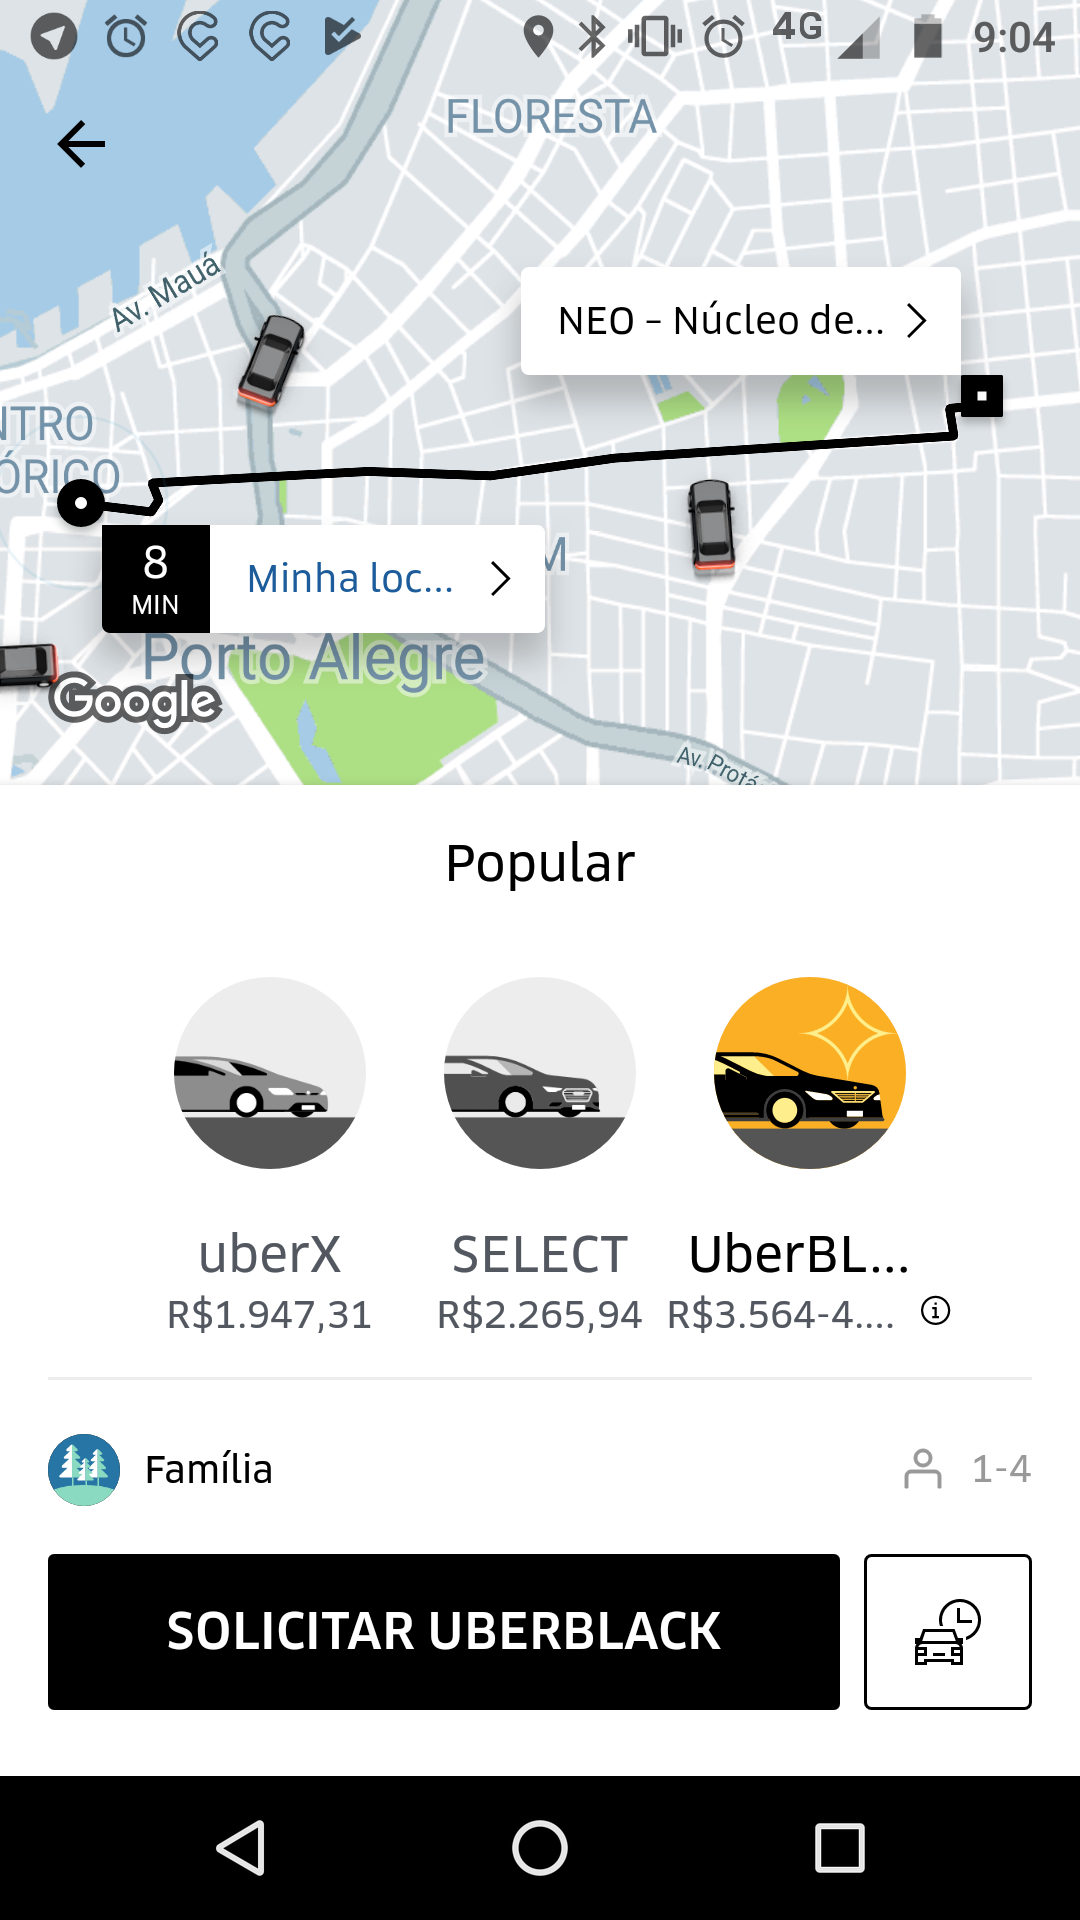 4G 9:04
FLORESTA
Av. Mauá
NEO - Núcleo de...
NTRO
ÓRICO
8
MIN
Minha loc...
M
Porto Alegre
Google
Av. Protá
Popular
uberX
SELECT
UberBL...
R$1.947,31
R$2.265,94
R$3.564-4....
Família
1-4
SOLICITAR UBERBLACK